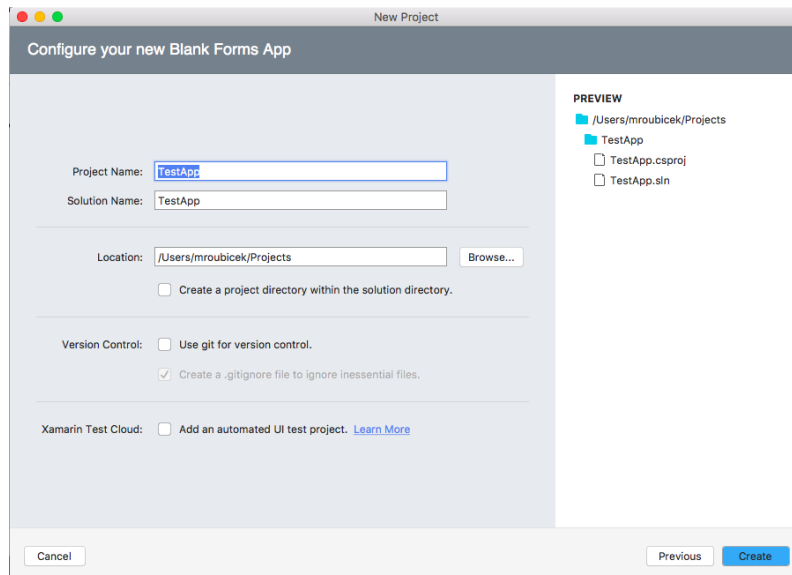 New Project
Configure your new Blank Forms App
Project Name: TestApp
Solution Name: TestApp
Location: /Users/mroubicek/Projects Browse...
Create a project directory within the solution directory.
Version Control: Use git for version control.
Create a .gitignore file to ignore inessential files.
Xamarin Test Cloud: Add an automated UI test project. Learn More
PREVIEW
/Users/mroubicek/Projects
TestApp
TestApp.csproj
TestApp.sln
Cancel Previous Create